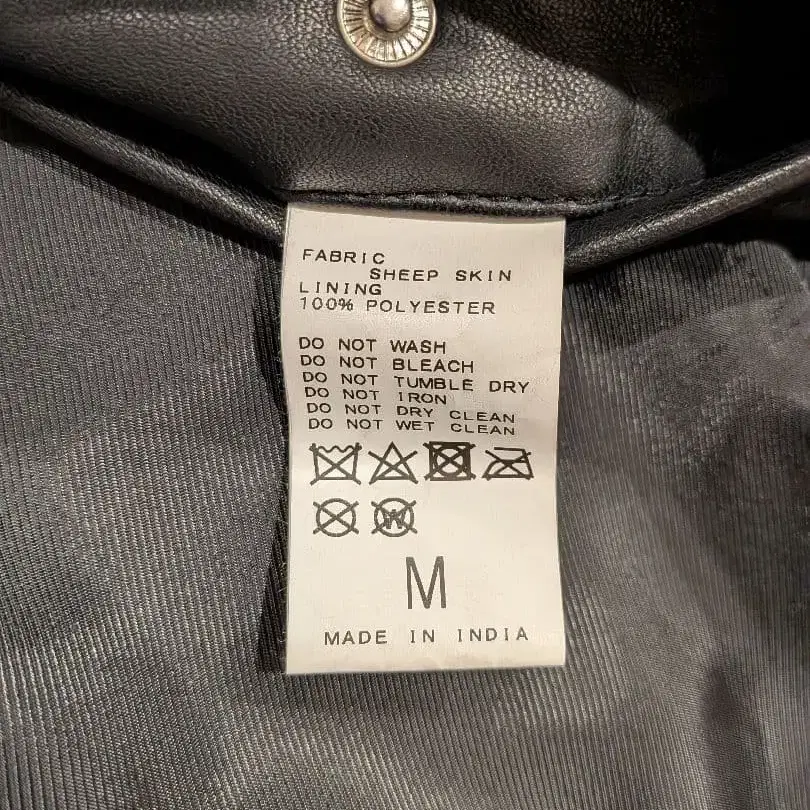 FABRIC
SHEEP SKIN
LINING
100% POLYESTER
DO NOT WASH
DO NOT BLEACH
DO NOT TUMBLE DRY
DO NOT IRON
DO NOT DRY CLEAN
DO NOT WET CLEAN
W
M
MADE IN INDIA